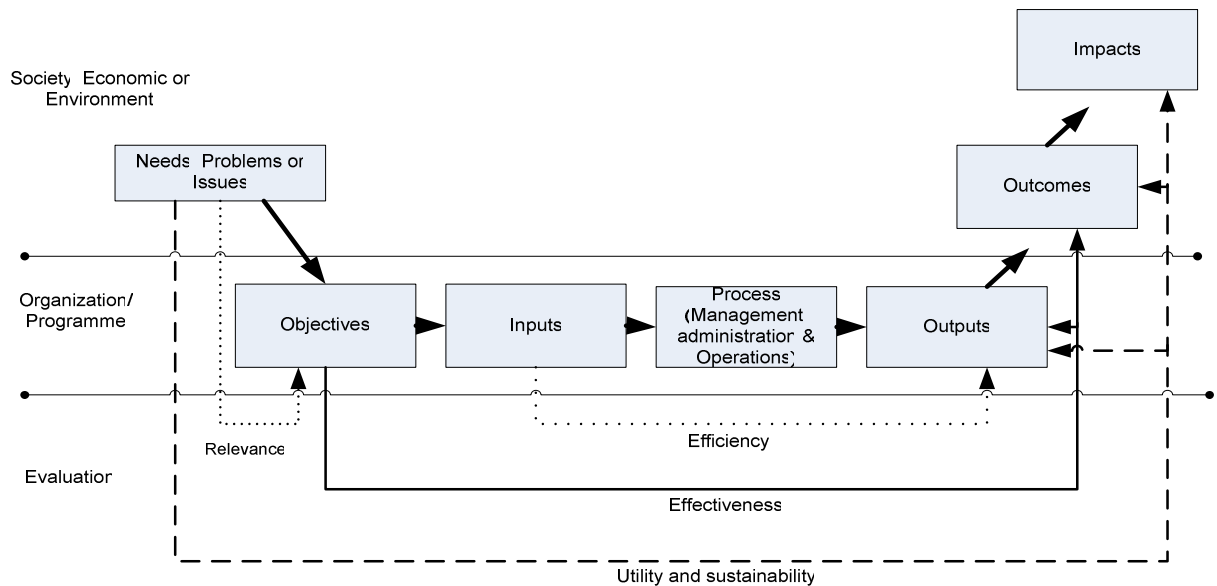 Impacts
Society Economic or
Environment
Needs Problems or
Issues
Outcomes
Organization/
Programme
Objectives
Inputs
Process
(Management
administration &
Operations)
Outputs
Relevance
Efficiency
Evaluation
Effectiveness
Utility and sustainability